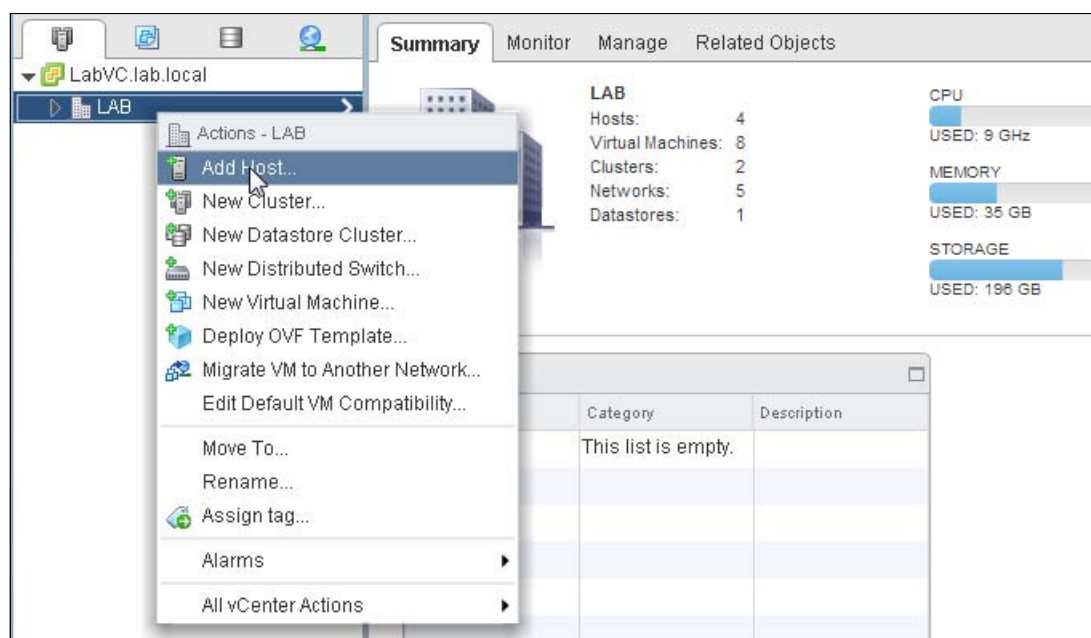 Summary Monitor Manage Related Objects
LabVC.lab.local
LAB
Actions - LAB
Add Host...
New Cluster...
New Datastore Cluster...
New Distributed Switch...
New Virtual Machine...
Deploy OVF Template...
Migrate VM to Another Network...
Edit Default VM Compatibility...
Move To...
Rename...
Assign tag...
Alarms
All vCenter Actions
LAB
Hosts: 4
Virtual Machines: 8
Clusters: 2
Networks: 5
Datastores: 1
CPU
USED: 9 GHz
MEMORY
USED: 35 GB
STORAGE
USED: 196 GB
Category Description
This list is empty.